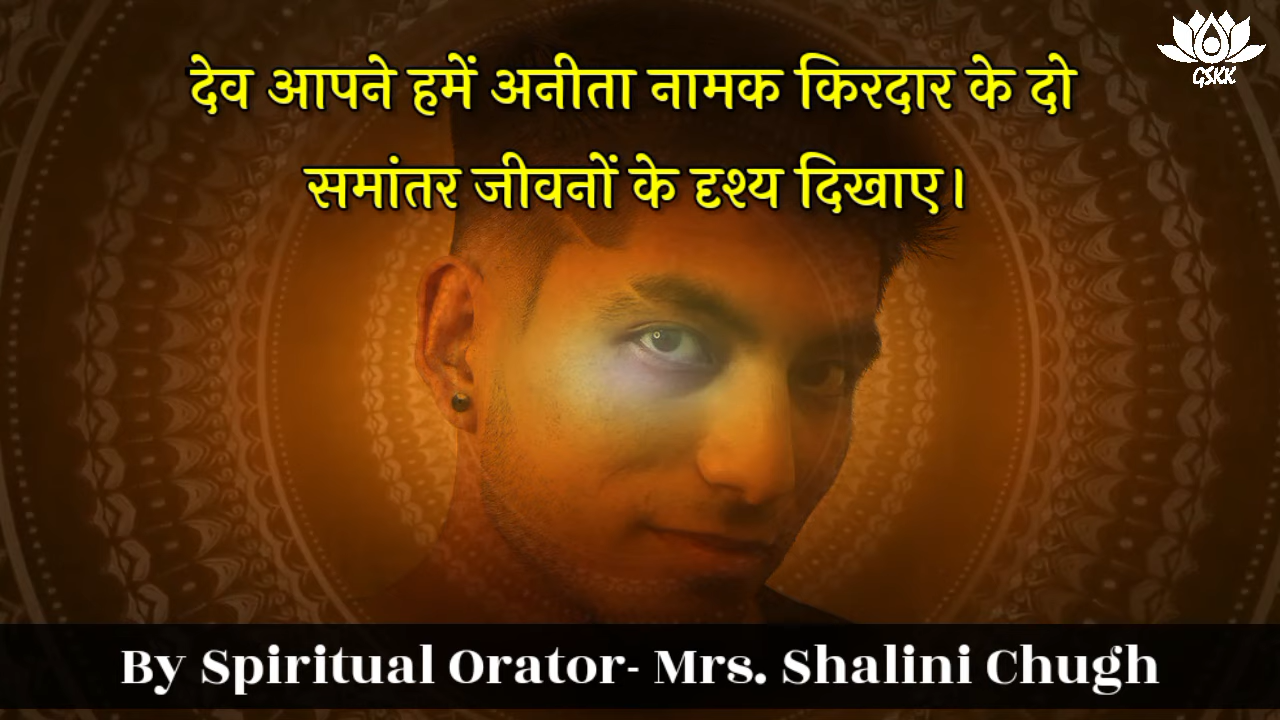 GSKK
देव आपने हमें अनीता नामक किरदार के दो
समांतर जीवनों के दृश्य दिखाए।
By Spiritual Orator- Mrs. Shalini Chugh